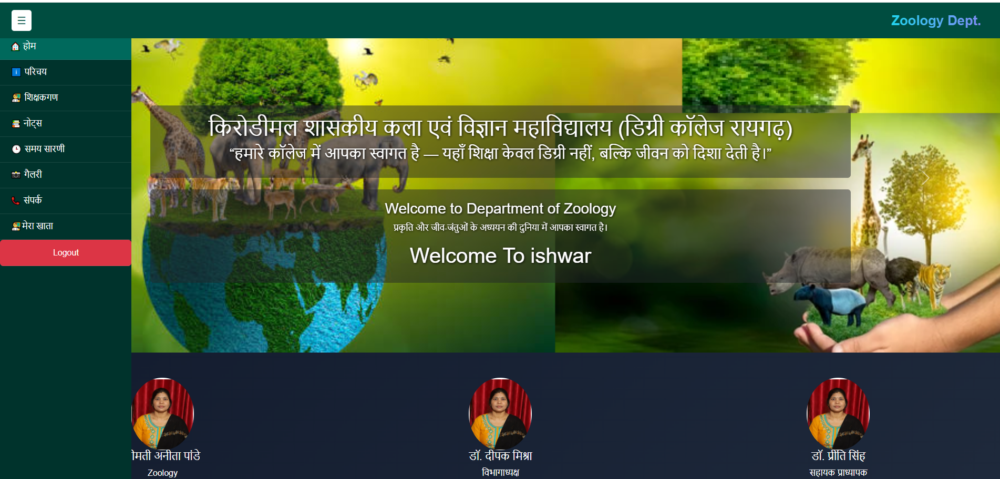 ☰
Zoology Dept.
होम
परिचय
शिक्षकगण
नोट्स
समय सारणी
गैलरी
संपर्क
मेरा खाता
Logout
किरोडीमल शासकीय कला एवं विज्ञान महाविद्यालय (डिग्री कॉलेज रायगढ़)
“हमारे कॉलेज में आपका स्वागत है — यहाँ शिक्षा केवल डिग्री नहीं, बल्कि जीवन को दिशा देती है।”
Welcome to Department of Zoology
प्रकृति और जीव-जंतुओं के अध्ययन की दुनिया में आपका स्वागत है।
Welcome To ishwar
अनीता पांडे
Zoology
डॉ. दीपक मिश्रा
विभागाध्यक्ष
डॉ. प्रीति सिंह
सहायक प्राध्यापक